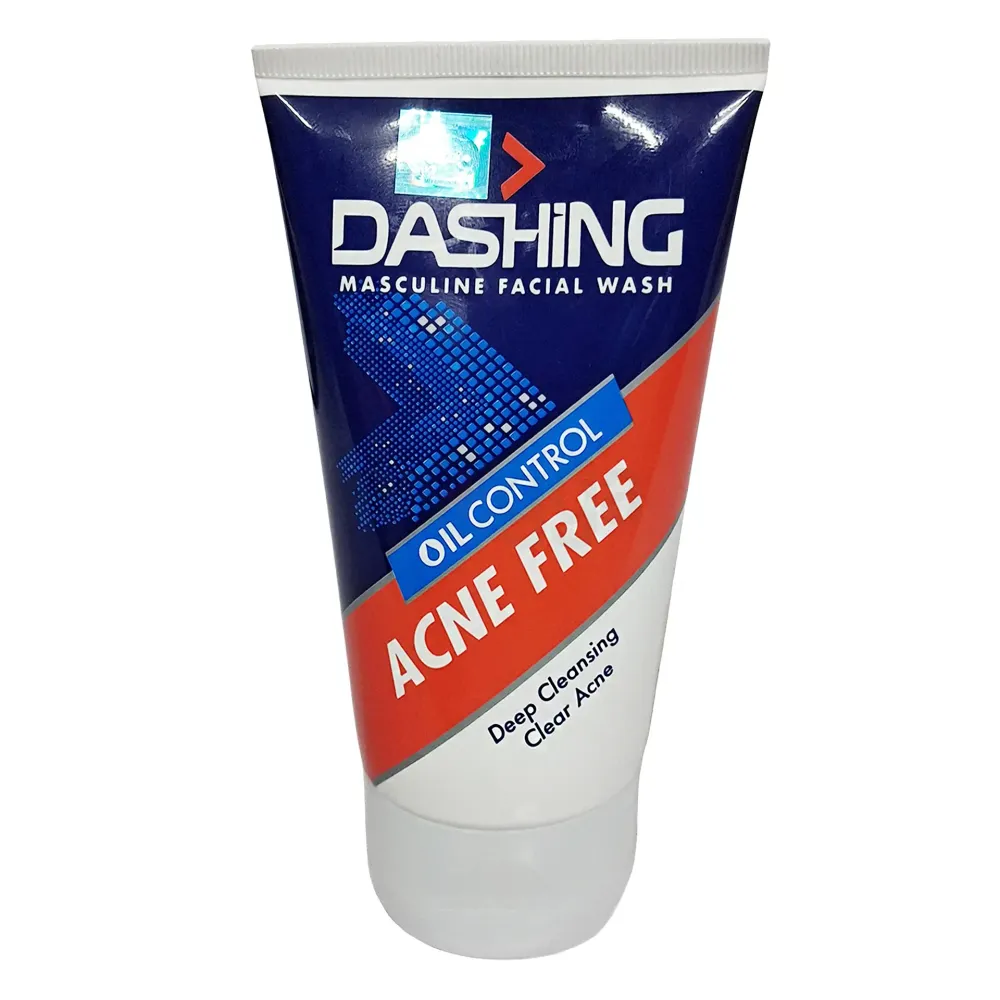 DASHiNG
MASCULINE FACIAL WASH
OIL CONTROL
ACNE FREE
Deep Cleansing
Clear Acne